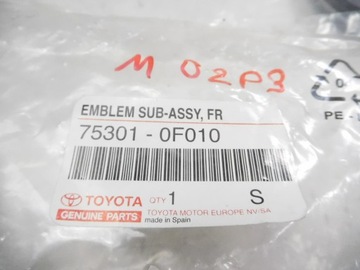 M 02P3
EMBLEM SUB-ASSY, FR
75301 - 0F010
TOYOTA QTY 1 S
GENUINE PARTS
TOYOTA MOTOR EUROPE NV/SA
made in Spain
PE -